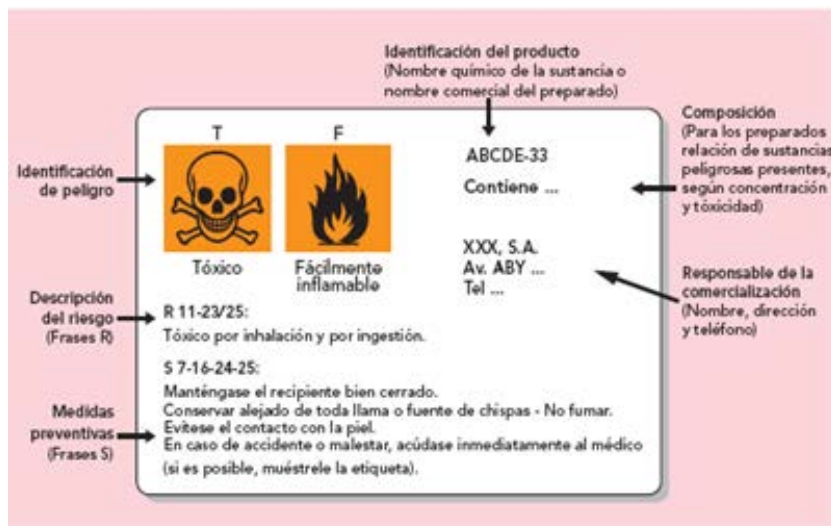 Identificación del producto
(Nombre químico de la sustancia o
nombre comercial del preparado)
Composición
(Para los preparados
relación de sustancias
peligrosas presentes,
según concentración
y tóxicidad)
Identificación
de peligro
T
F
ABCDE-33
Contiene ...
Tóxico
Fácilmente
inflamable
XXX, S.A.
Av. ABY ...
Tel ...
Responsable de la
comercialización
(Nombre, dirección
y teléfono)
Descripción
del riesgo
(Frases R)
R 11-23/25:
Tóxico por inhalación y por ingestión.
S 7-16-24-25:
Manténgase el recipiente bien cerrado.
Conservar alejado de toda llama o fuente de chispas - No fumar.
Evítese el contacto con la piel.
En caso de accidente o malestar, acúdase inmediatamente al médico
(si es posible, muéstrele la etiqueta).
Medidas
preventivas
(Frases S)